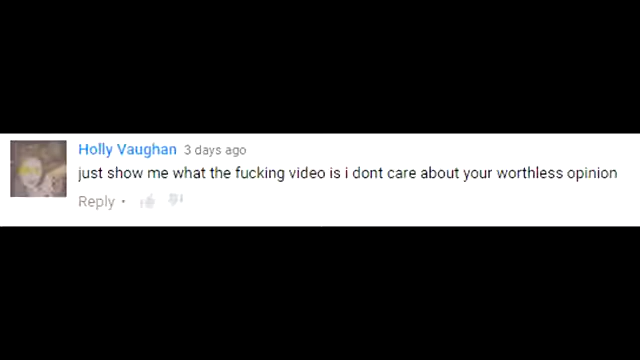 Holly Vaughan 3 days ago
just show me what the fucking video is i dont care about your worthless opinion
Reply •